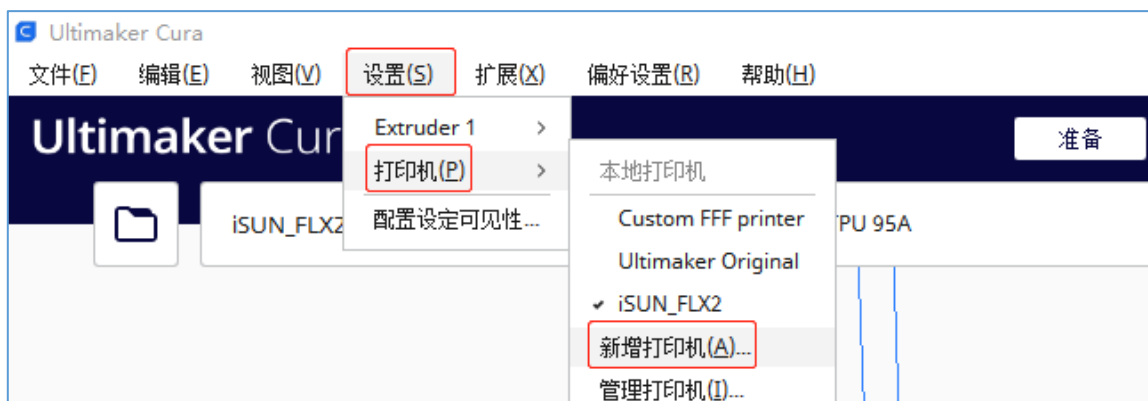 Ultimaker Cura
文件(F) 编辑(E) 视图(V) 设置(S) 扩展(X) 偏好设置(R) 帮助(H)
Ultimaker Cur
准备
Extruder 1
打印机(P)
配置设定可见性...
本地打印机
Custom FFF printer
Ultimaker Original
iSUN_FLX2
新增打印机(A)...
管理打印机(I)...
iSUN_FLX2
PU 95A